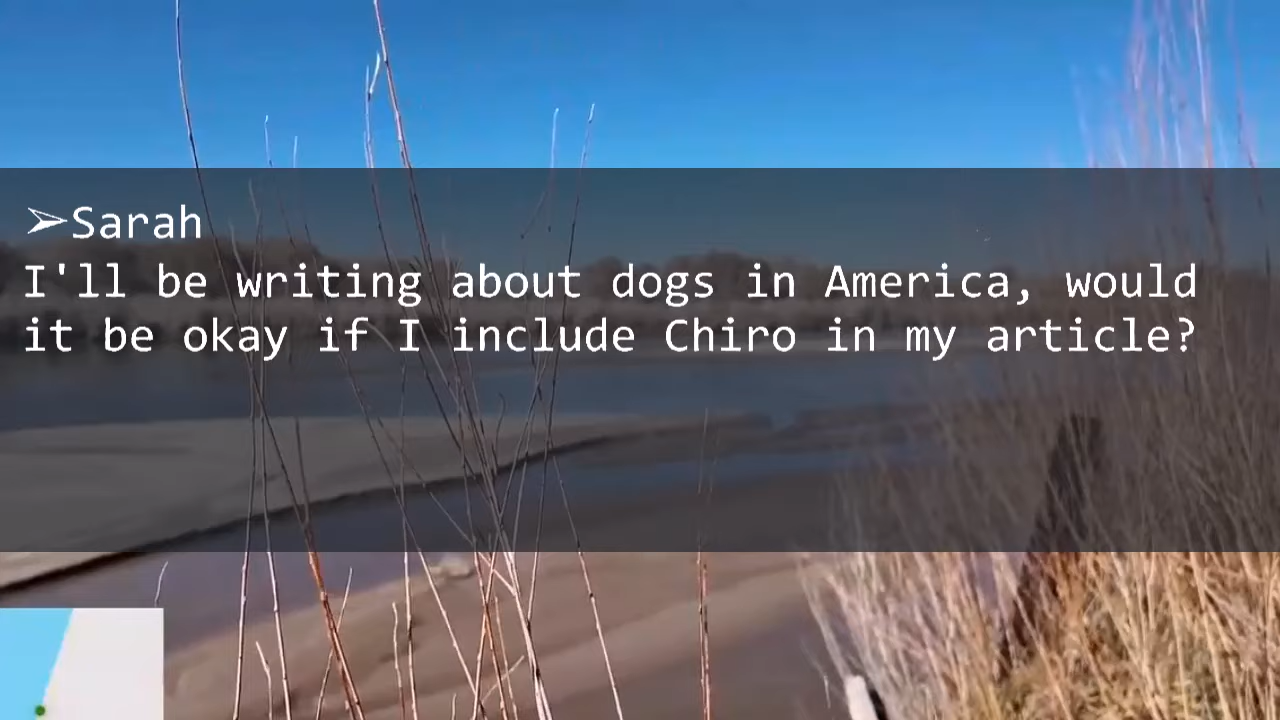 ➢Sarah
I'll be writing about dogs in America, would
it be okay if I include Chiro in my article?